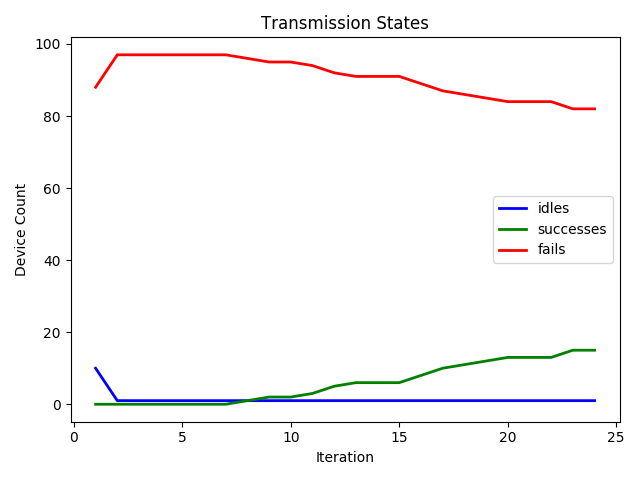 Transmission States
Device Count
100
80
60
40
20
0
idles
successes
fails
0 5 10 15 20 25
Iteration